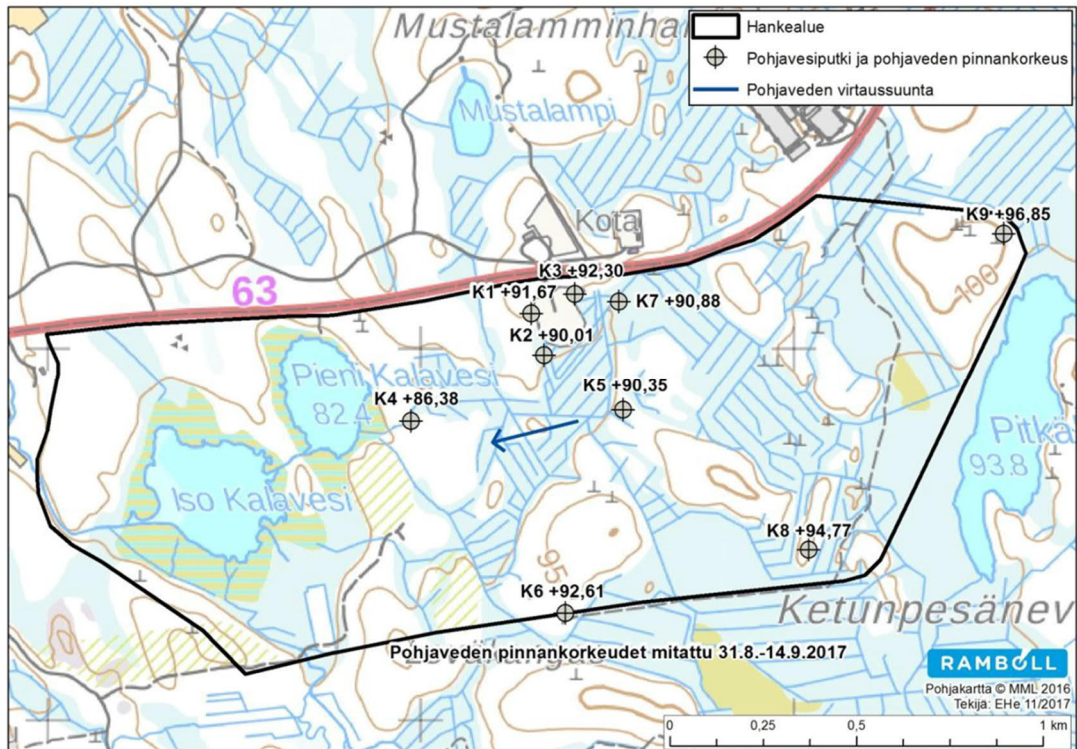 Mustalamminha
Hankealue
Pohjavesiputki ja pohjaveden pinnankorkeus
Pohjaveden virtaussuunta
Mustalampi
Kota
K9 +96,85
100
63
K3 +92,30
K1 +91,67
K7 +90,88
K2 +90,01
Pieni Kalavesi
82.4
K4 +86,38
K5 +90,35
Pitkä
93.8
Iso Kalavesi
95
K8 +94,77
K6 +92,61
Ketunpesänev
Pohjaveden pinnankorkeudet mitattu 31.8.-14.9.2017
RAMBOLL
Pohjakartta © MML 2016
Tekijä: EHe 11/2017
0 0,25 0,5 1 km